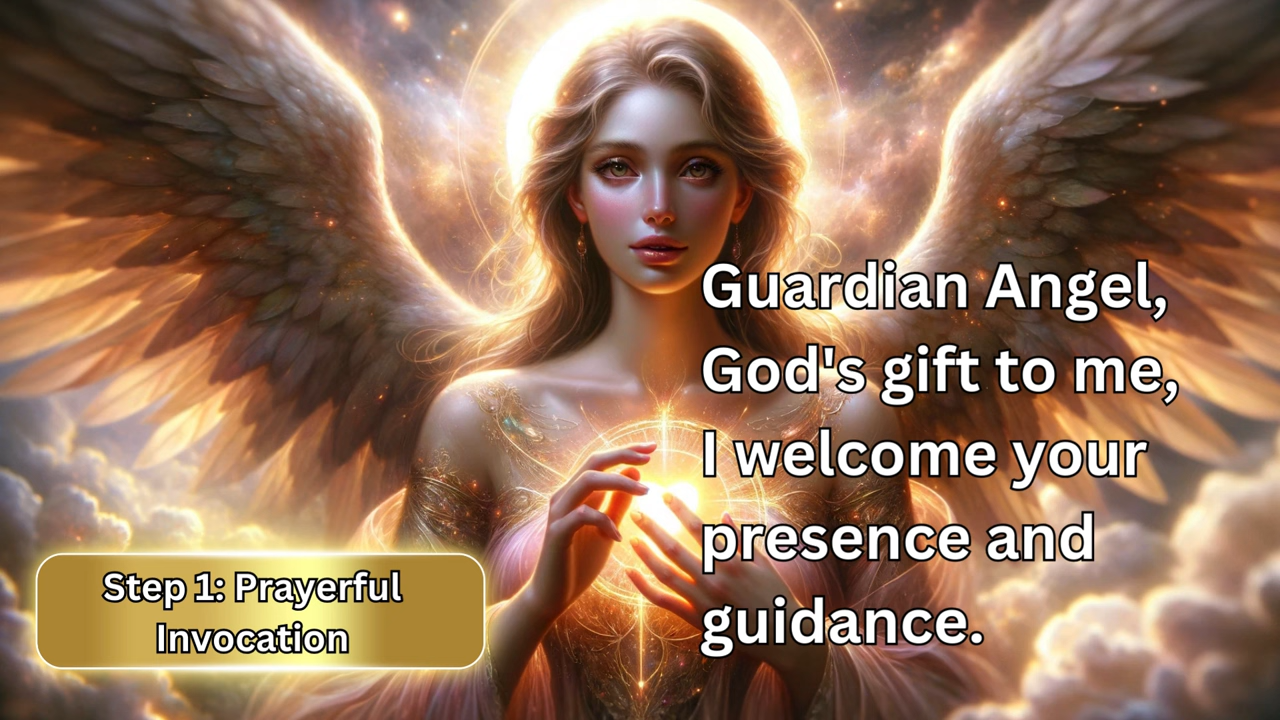 Guardian Angel,
God's gift to me,
I welcome your
presence and
guidance.
Step 1: Prayerful
Invocation